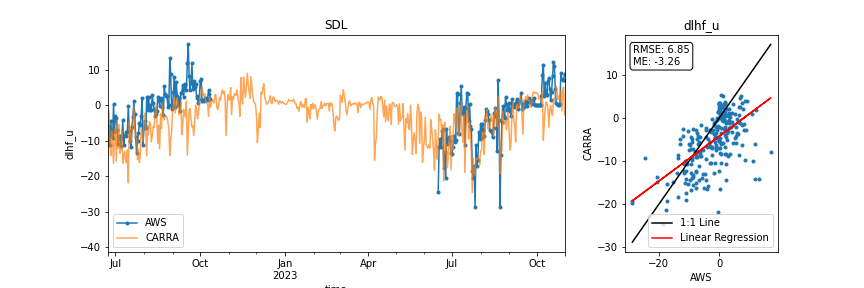 SDL
dlhf_u
10
0
−10
−20
−30
−40
AWS
CARRA
Jul
Oct
Jan
2023
Apr
Jul
Oct
time
dlhf_u
RMSE: 6.85
ME: -3.26
CARRA
10
0
−10
−20
−30
1:1 Line
Linear Regression
−20
0
AWS